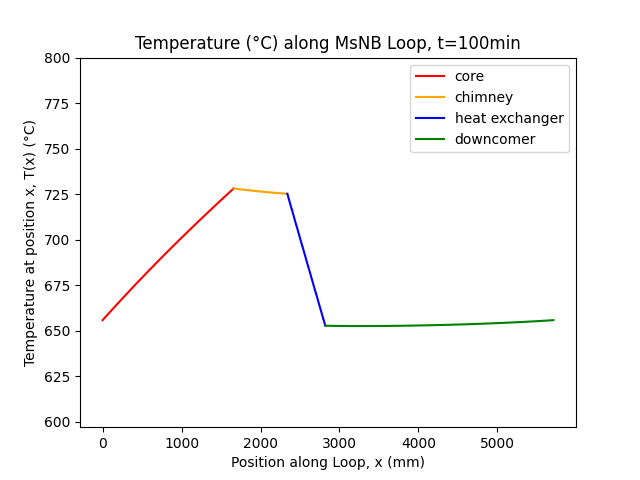 Temperature (°C) along MsNB Loop, t=100min
800
775
750
725
700
675
650
625
600
Temperature at position x, T(x) (°C)
core
chimney
heat exchanger
downcomer
0 1000 2000 3000 4000 5000
Position along Loop, x (mm)